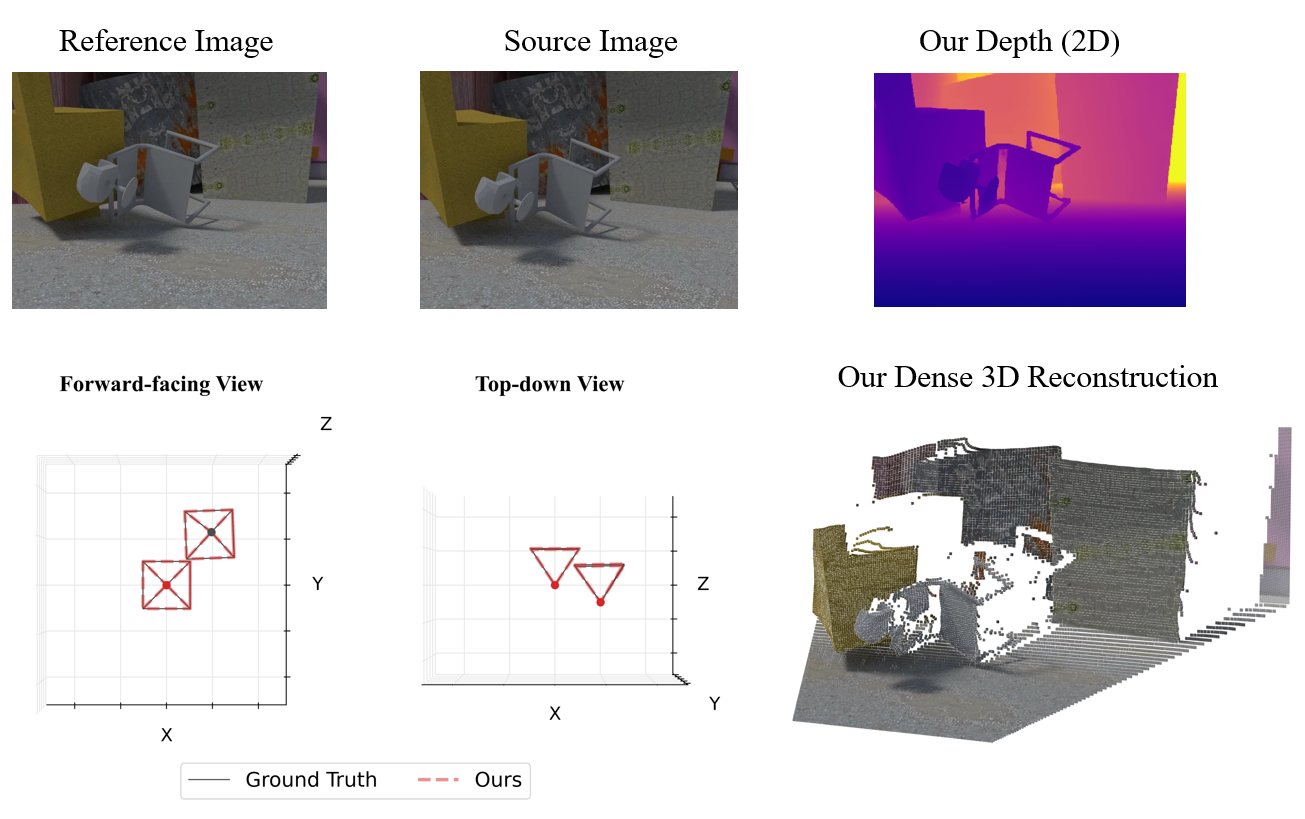 Reference Image
Source Image
Our Depth (2D)
Forward-facing View
Top-down View
Our Dense 3D Reconstruction
Z
Y
X
Z
Y
X
Ground Truth
Ours